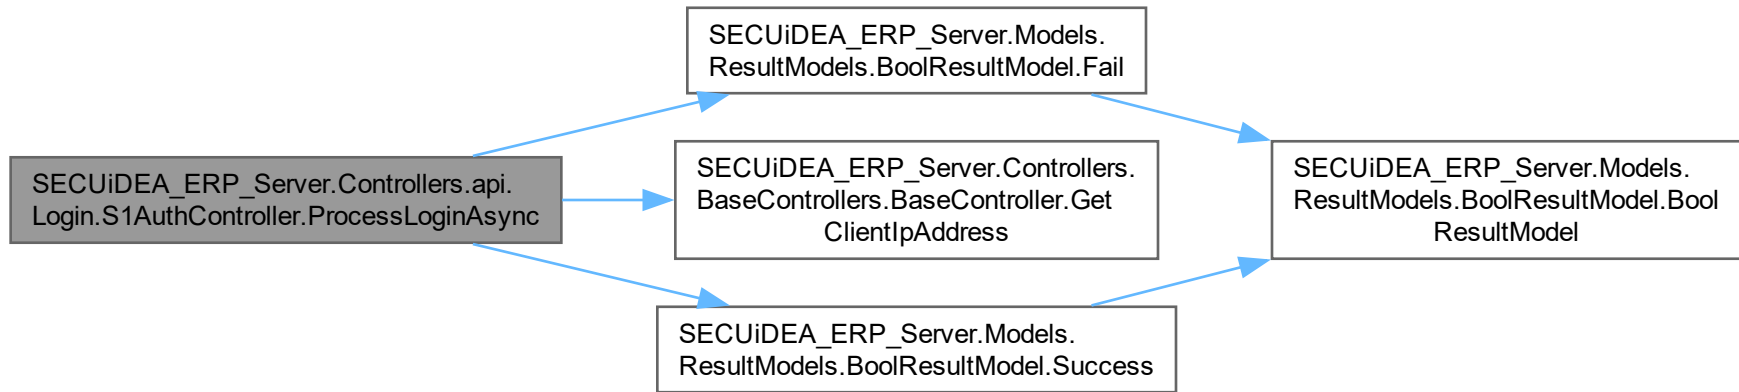 SECUiDEA_ERP_Server.Controllers.api.
Login.S1AuthController.ProcessLoginAsync
SECUiDEA_ERP_Server.Models.
ResultModels.BoolResultModel.Fail
SECUiDEA_ERP_Server.Controllers.
BaseControllers.BaseController.Get
ClientIpAddress
SECUiDEA_ERP_Server.Models.
ResultModels.BoolResultModel.Success
SECUiDEA_ERP_Server.Models.
ResultModels.BoolResultModel.Bool
ResultModel